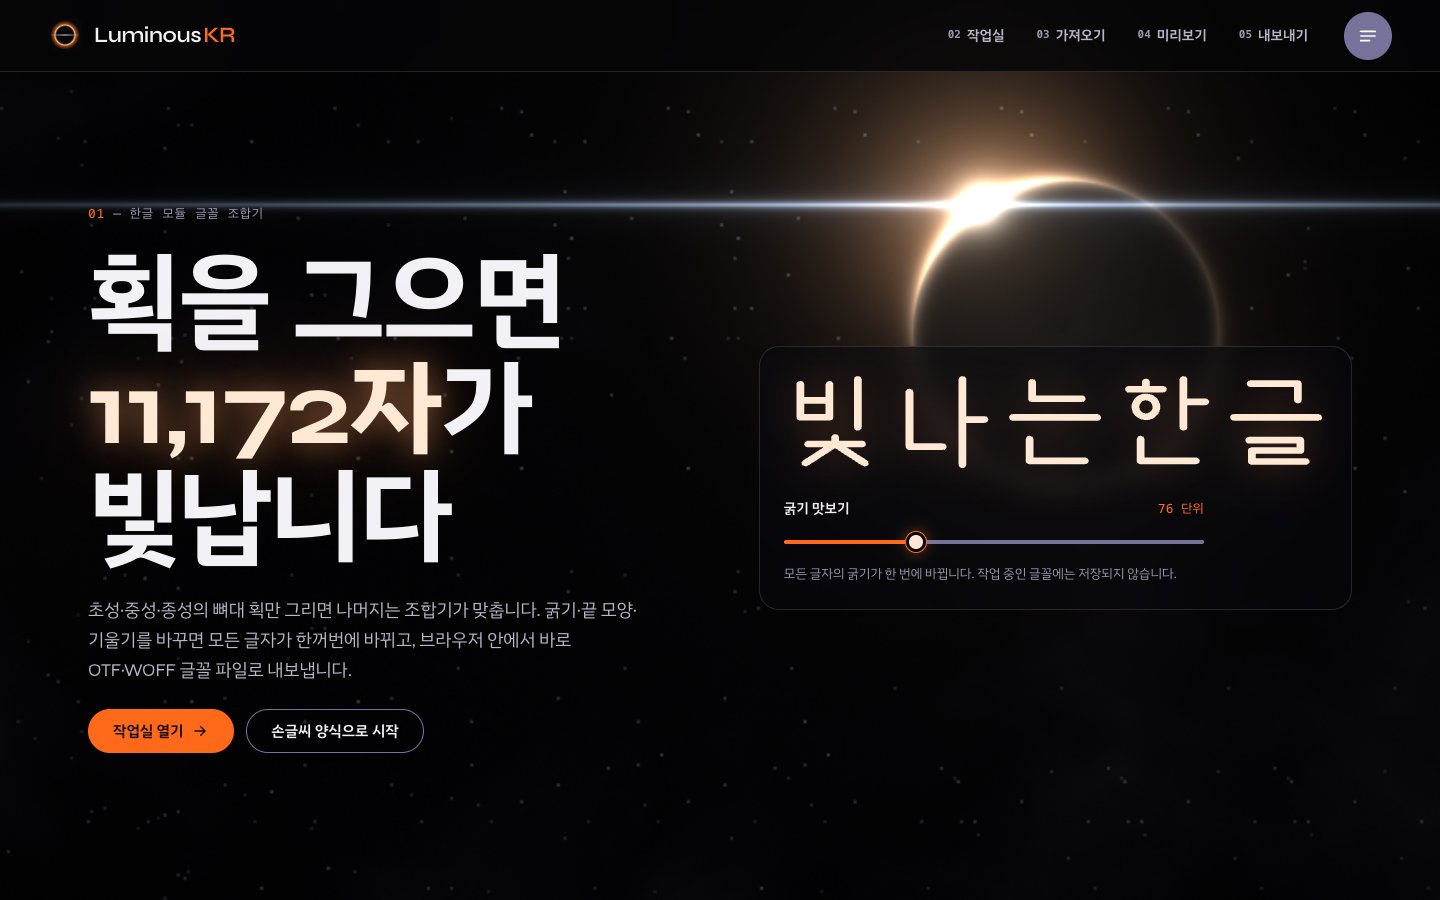 LuminousKR
02 작업실
03 가져오기
04 미리보기
05 내보내기
01 — 한글 모듈 글꼴 조합기
획을 그으면
11,172자가
빛납니다
초성·중성·종성의 뼈대 획만 그리면 나머지는 조합기가 맞춥니다. 굵기·끝 모양·
기울기를 바꾸면 모든 글자가 한꺼번에 바뀌고, 브라우저 안에서 바로
OTF·WOFF 글꼴 파일로 내보냅니다.
작업실 열기 →
손글씨 양식으로 시작
빛나는한글
굵기 맛보기
76 단위
모든 글자의 굵기가 한 번에 바뀝니다. 작업 중인 글꼴에는 저장되지 않습니다.